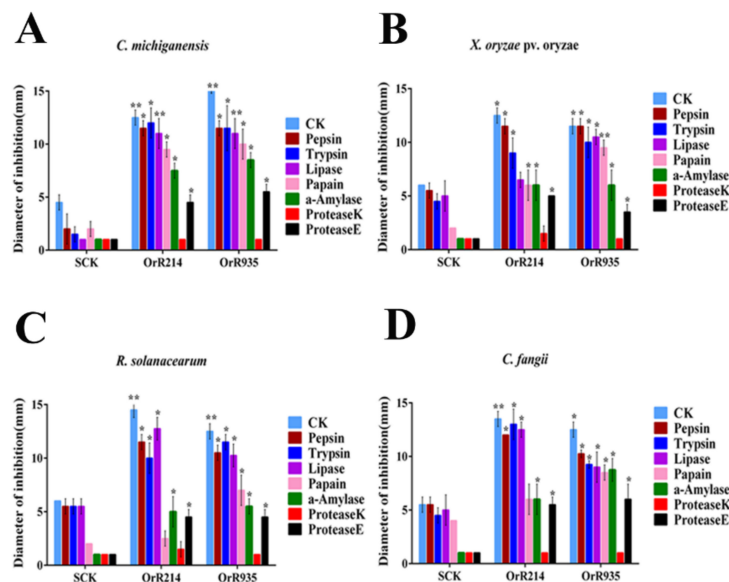 A
C. michiganensis
Diameter of inhibition(mm)
15
10
5
0
** * * ** * * *
** * * ** * * *
SCK OrR214 OrR935
CK
Pepsin
Trypsin
Lipase
Papain
a-Amylase
ProteaseK
ProteaseE
B
X. oryzae pv. oryzae
Diameter of inhibition(mm)
15
10
5
0
* * * * * *
* * * * ** * *
SCK OrR214 OrR935
CK
Pepsin
Trypsin
Lipase
Papain
a-Amylase
ProteaseK
ProteaseE
C
R. solanacearum
Diameter of inhibition(mm)
15
10
5
0
** * * * * *
** * * * * * *
SCK OrR214 OrR935
CK
Pepsin
Trypsin
Lipase
Papain
a-Amylase
ProteaseK
ProteaseE
D
C. fangii
Diameter of inhibition(mm)
15
10
5
0
** * * * * *
* * * * * * *
SCK OrR214 OrR935
CK
Pepsin
Trypsin
Lipase
Papain
a-Amylase
ProteaseK
ProteaseE